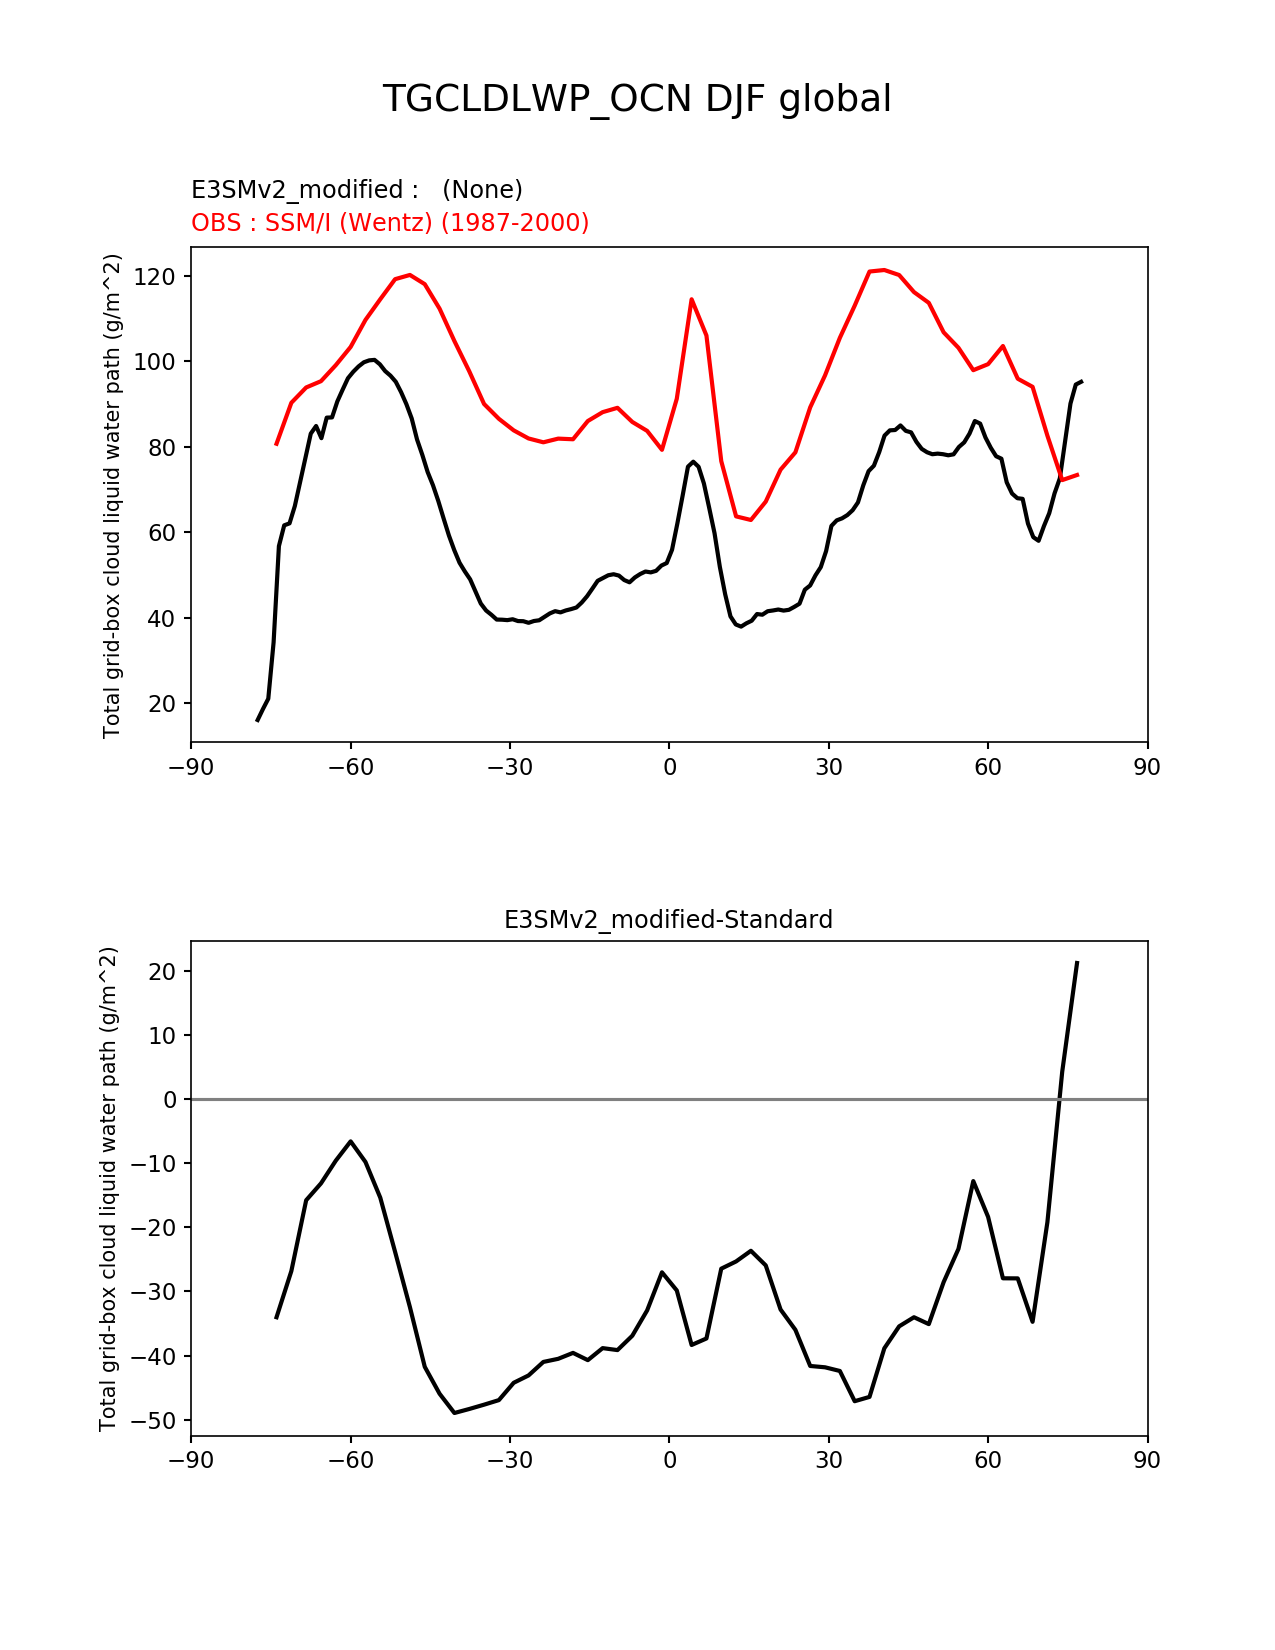 TGCLDLWP_OCN DJF global
E3SMv2_modified :   (None)
OBS : SSM/I (Wentz) (1987-2000)
Total grid-box cloud liquid water path (g/m^2)
120
100
80
60
40
20
−90 −60 −30 0 30 60 90
E3SMv2_modified-Standard
Total grid-box cloud liquid water path (g/m^2)
20
10
0
−10
−20
−30
−40
−50
−90 −60 −30 0 30 60 90